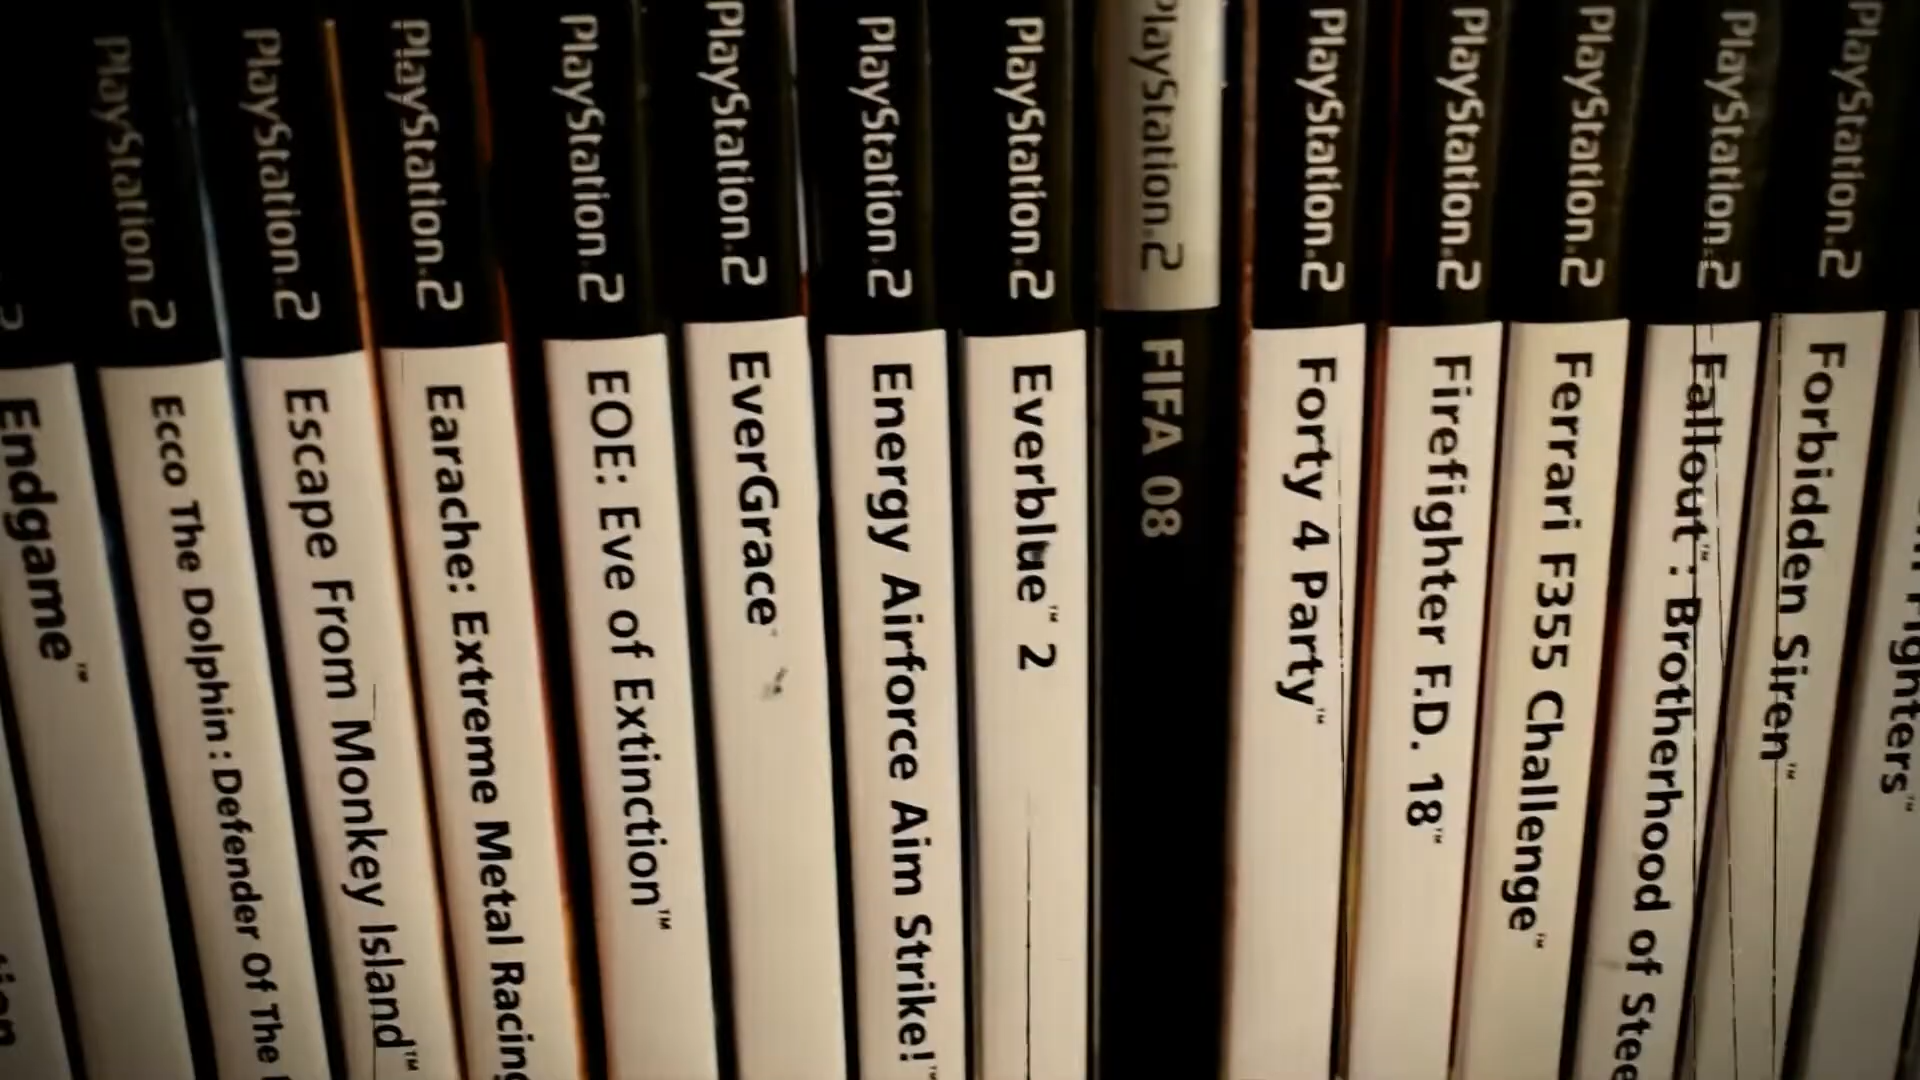 PlayStation.2
Endgame™
PlayStation.2
Ecco The Dolphin: Defender Of The
PlayStation.2
Escape From Monkey Island™
PlayStation.2
Earache: Extreme Metal Racing
PlayStation.2
EOE: Eve of Extinction™
PlayStation.2
EverGrace™
PlayStation.2
Energy Airforce Aim Strike!™
PlayStation.2
Everblue™ 2
PlayStation.2
FIFA 08
PlayStation.2
Forty 4 Party™
PlayStation.2
Firefighter F.D. 18™
PlayStation.2
Ferrari F355 Challenge™
PlayStation.2
Fallout™: Brotherhood of Stee
PlayStation.2
Forbidden Siren™
Fighters™